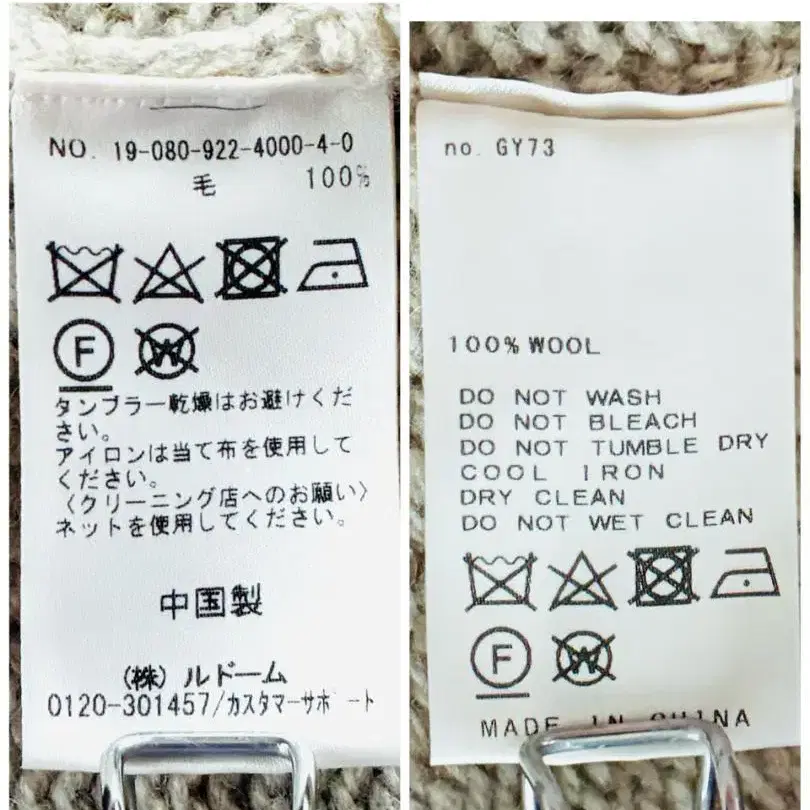 NO. 19-080-922-4000-4-0
毛 100%
F W
タンブラー乾燥はお避けくだ
さい。
アイロンは当て布を使用して
ください。
〈クリーニング店へのお願い〉
ネットを使用してください。
中国製
(株) ルドーム
0120-301457/カスタマーサポート
no. GY73
100% WOOL
DO NOT WASH
DO NOT BLEACH
DO NOT TUMBLE DRY
COOL IRON
DRY CLEAN
DO NOT WET CLEAN
F W
MADE IN CHINA